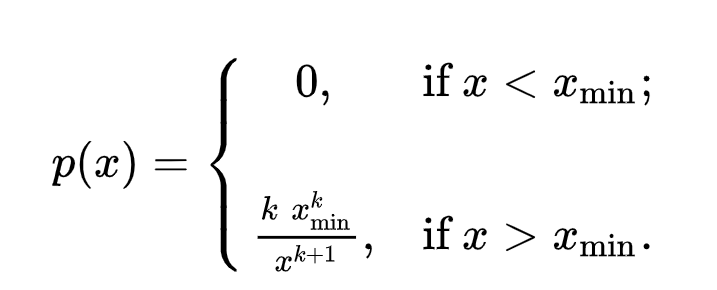 p(x) = { 0, if x < x_min;
k x_min^k / x^{k+1}, if x > x_min.